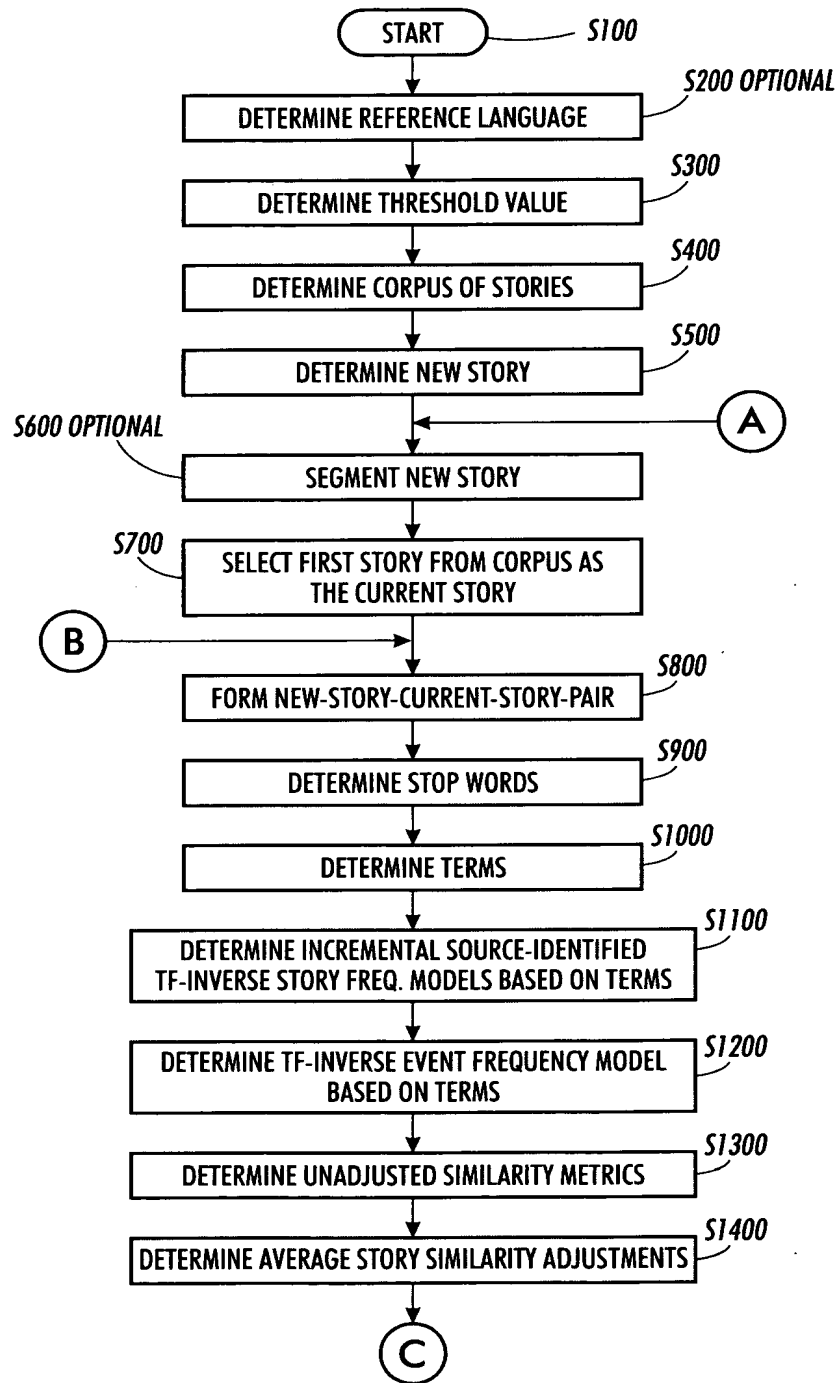 START
S100
S200 OPTIONAL
DETERMINE REFERENCE LANGUAGE
S300
DETERMINE THRESHOLD VALUE
S400
DETERMINE CORPUS OF STORIES
S500
DETERMINE NEW STORY
A
S600 OPTIONAL
SEGMENT NEW STORY
S700
SELECT FIRST STORY FROM CORPUS AS
THE CURRENT STORY
B
S800
FORM NEW-STORY-CURRENT-STORY-PAIR
S900
DETERMINE STOP WORDS
S1000
DETERMINE TERMS
S1100
DETERMINE INCREMENTAL SOURCE-IDENTIFIED
TF-INVERSE STORY FREQ. MODELS BASED ON TERMS
S1200
DETERMINE TF-INVERSE EVENT FREQUENCY MODEL
BASED ON TERMS
S1300
DETERMINE UNADJUSTED SIMILARITY METRICS
S1400
DETERMINE AVERAGE STORY SIMILARITY ADJUSTMENTS
C